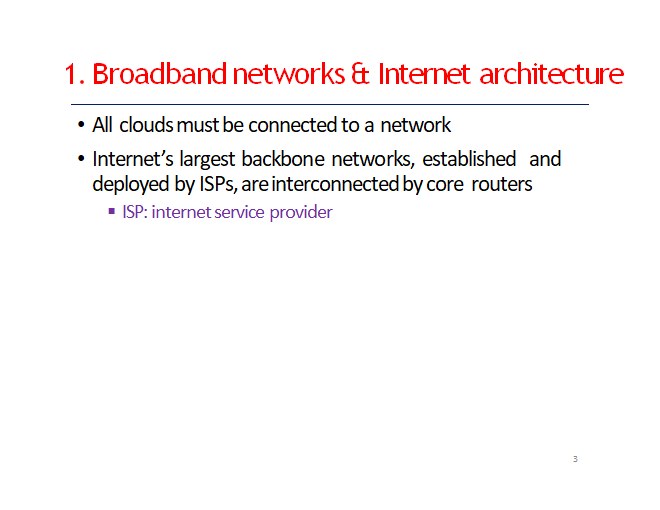 1. Broadband networks & Internet architecture
• All clouds must be connected to a network
• Internet's largest backbone networks, established and
deployed by ISPs, are interconnected by core routers
▪ ISP: internet service provider
3